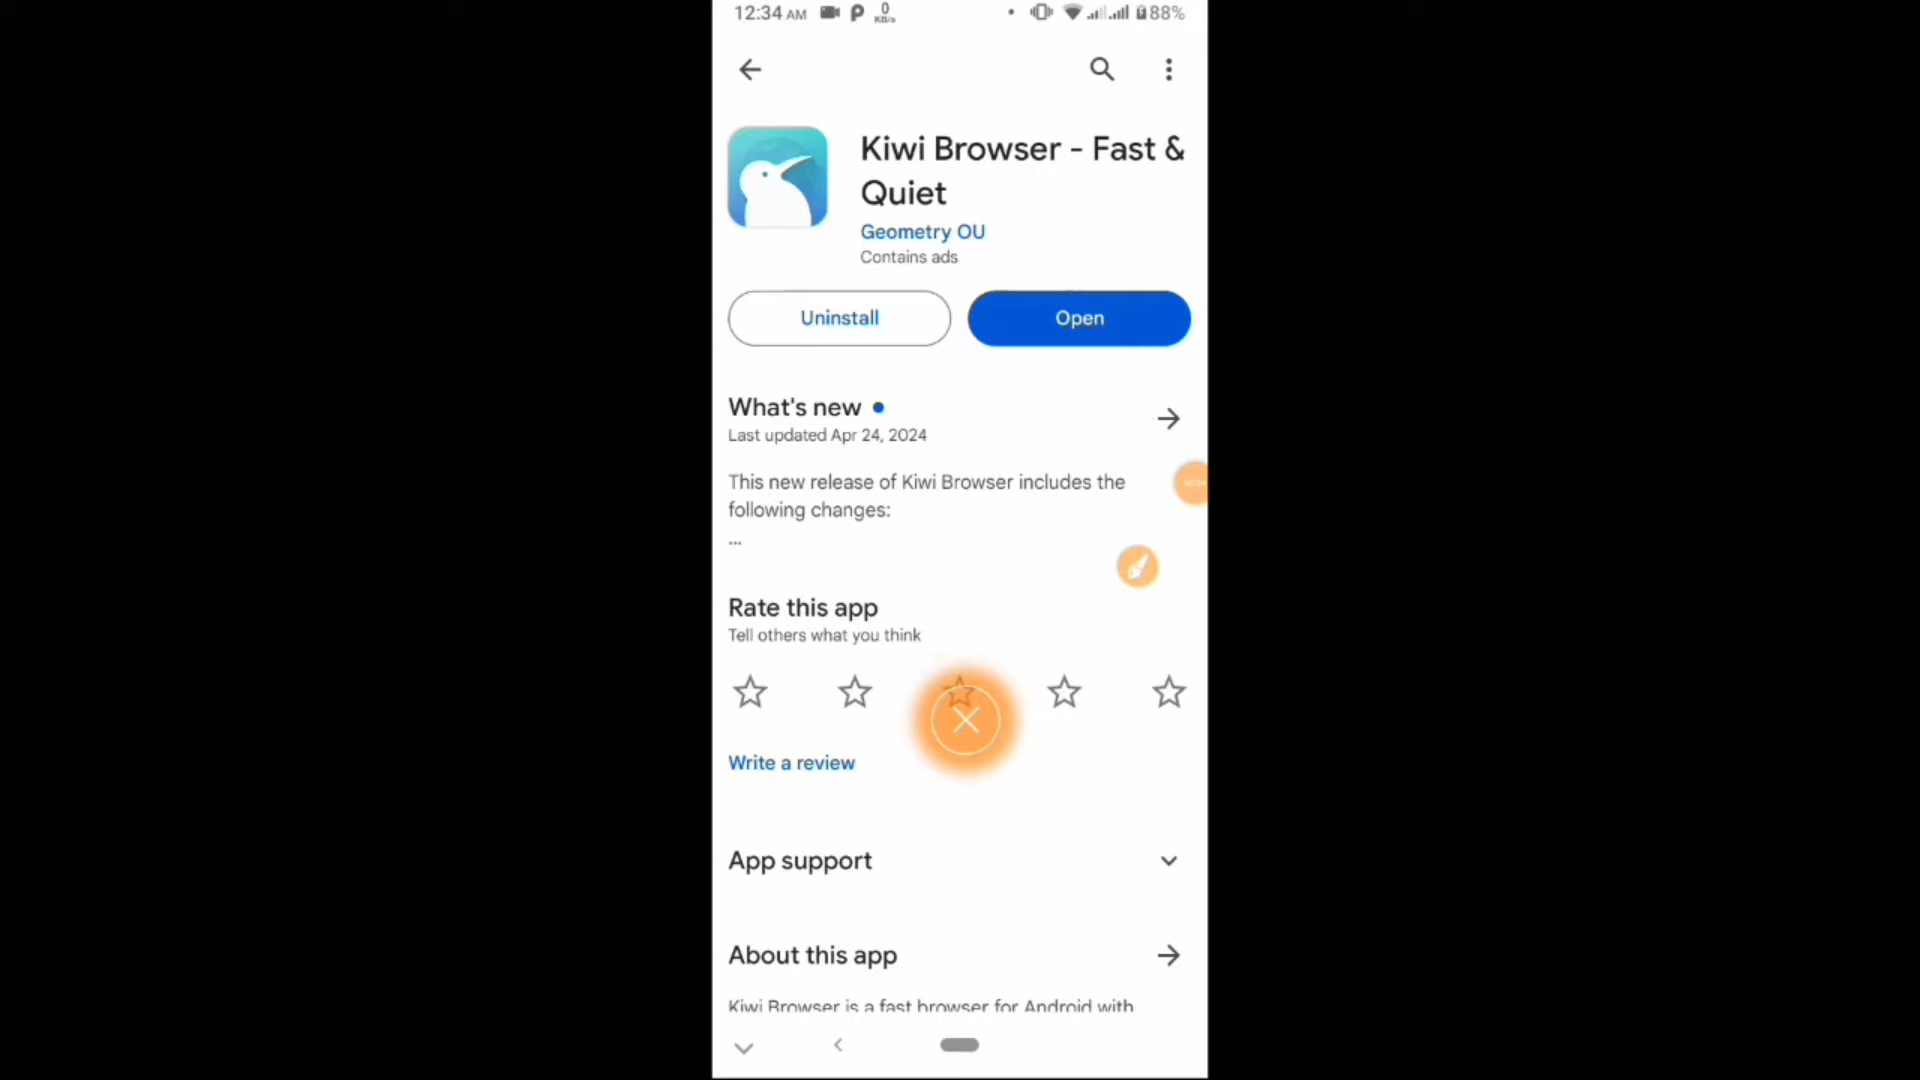 12:34 AM
0
KB/s
88%
Kiwi Browser - Fast &
Quiet
Geometry OU
Contains ads
Uninstall
Open
What's new
Last updated Apr 24, 2024
This new release of Kiwi Browser includes the
following changes:
...
Rate this app
Tell others what you think
Write a review
App support
About this app
Kiwi Browser is a fast browser for Android with